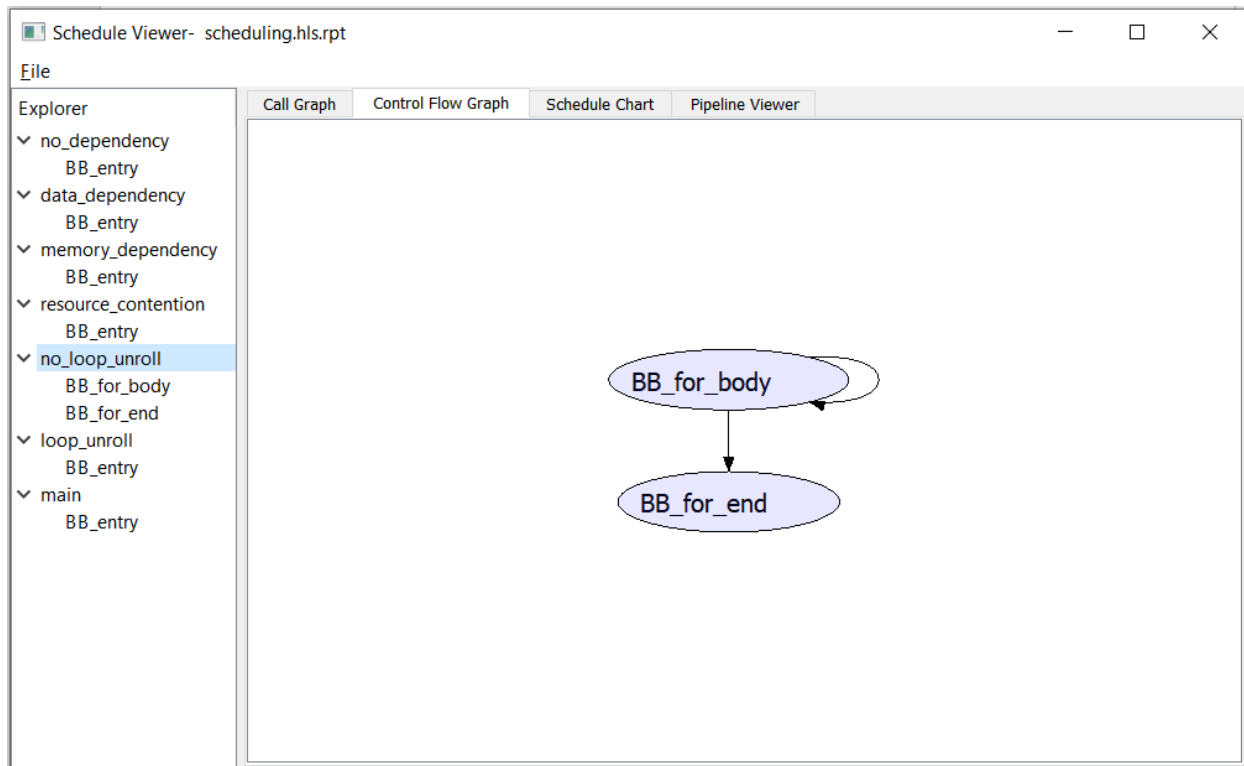 Schedule Viewer-  scheduling.hls.rpt
File
Explorer
no_dependency
BB_entry
data_dependency
BB_entry
memory_dependency
BB_entry
resource_contention
BB_entry
no_loop_unroll
BB_for_body
BB_for_end
loop_unroll
BB_entry
main
BB_entry
Call Graph Control Flow Graph Schedule Chart Pipeline Viewer
BB_for_body
BB_for_end